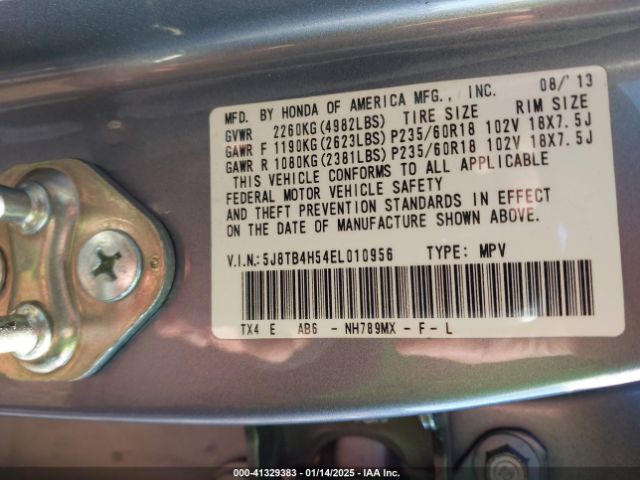 MFD. BY HONDA OF AMERICA MFG., INC. 08/'13
GVWR 2260KG(4982LBS) TIRE SIZE RIM SIZE
GAWR F 1190KG(2623LBS) P235/60R18 102V 18X7.5J
GAWR R 1080KG(2381LBS) P235/60R18 102V 18X7.5J
THIS VEHICLE CONFORMS TO ALL APPLICABLE
FEDERAL MOTOR VEHICLE SAFETY
AND THEFT PREVENTION STANDARDS IN EFFECT
ON THE DATE OF MANUFACTURE SHOWN ABOVE.
V.I.N.:5J8TB4H54EL010956 TYPE: MPV
TX4 E AB6 - NH789MX - F - L
000-41329383 - 01/14/2025 - IAA Inc.